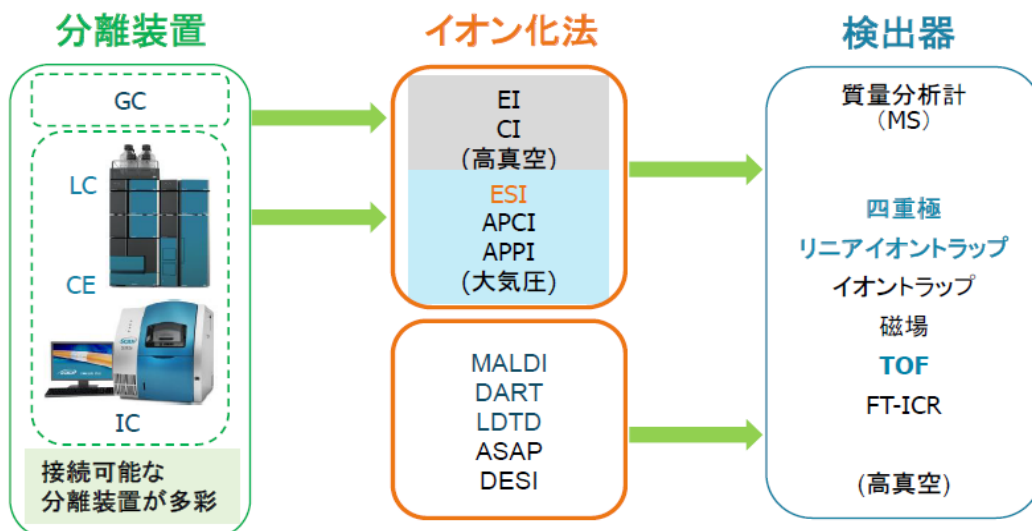 分離装置
GC
LC
CE
IC
接続可能な
分離装置が多彩
イオン化法
EI
CI
(高真空)
ESI
APCI
APPI
(大気圧)
MALDI
DART
LDTD
ASAP
DESI
検出器
質量分析計
(MS)
四重極
リニアイオントラップ
イオントラップ
磁場
TOF
FT-ICR
(高真空)